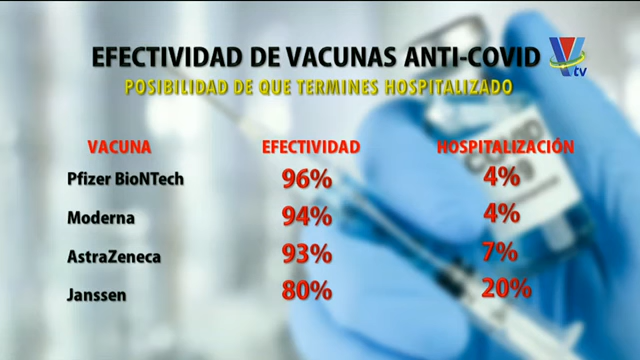 EFECTIVIDAD DE VACUNAS ANTI-COVID
V tv
POSIBILIDAD DE QUE TERMINES HOSPITALIZADO
VACUNA EFECTIVIDAD HOSPITALIZACIÓN
Pfizer BioNTech 96% 4%
Moderna 94% 4%
AstraZeneca 93% 7%
Janssen 80% 20%